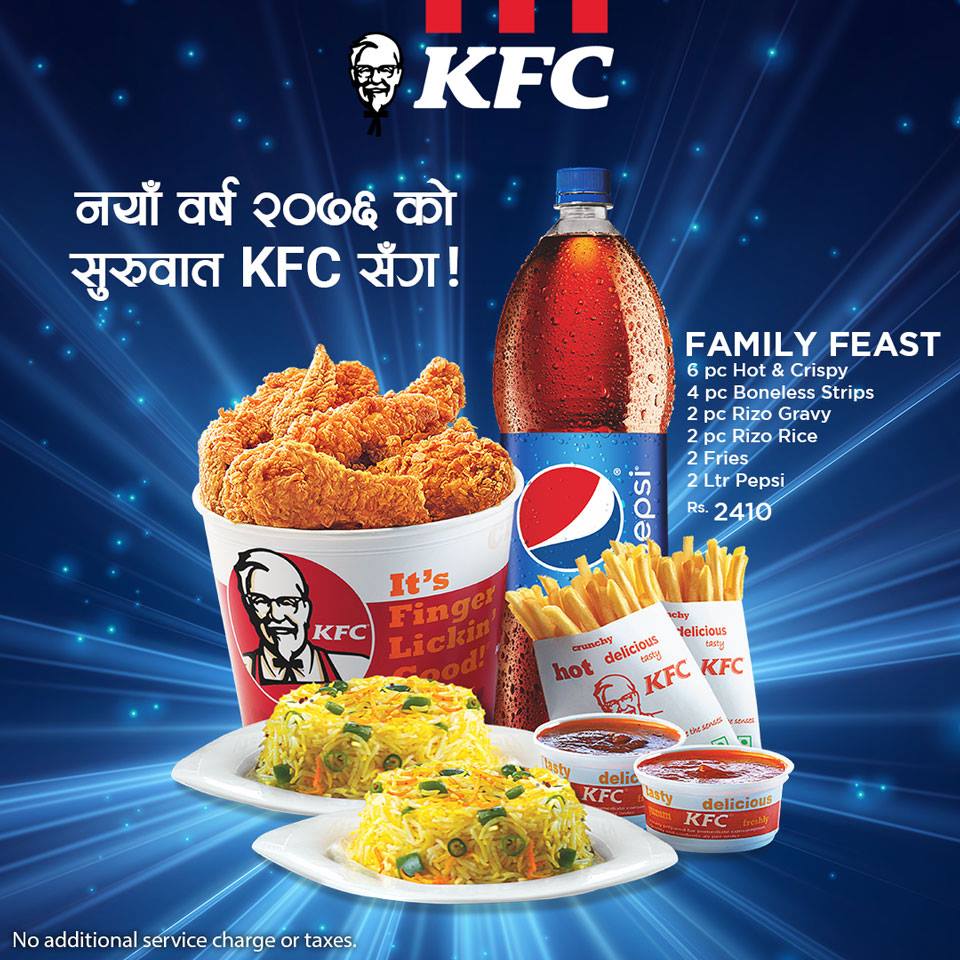 KFC
नयाँ वर्ष २०७६ को
सुरुवात KFC सँग!
FAMILY FEAST
6 pc Hot & Crispy
4 pc Boneless Strips
2 pc Rizo Gravy
2 pc Rizo Rice
2 Fries
2 Ltr Pepsi
Rs. 2410
epsi
It's
Finger
Lickin'
Good!
KFC
crunchy
hot delicious
tasty
KFC
delicious
tasty
KFC
tasty
KFC
tasty delicious
KFC freshly
No additional service charge or taxes.